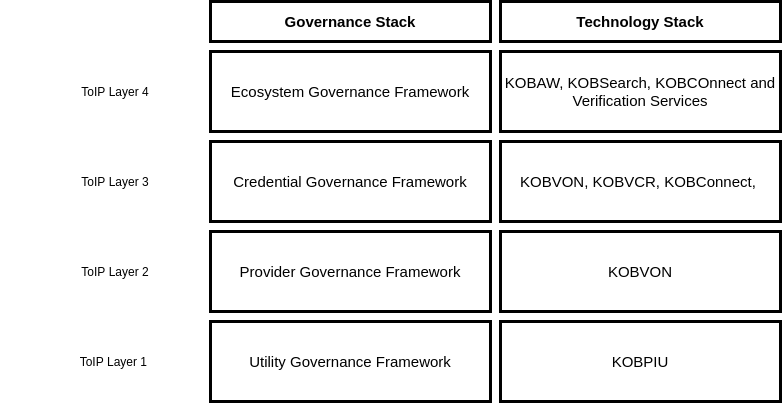 Governance Stack
Technology Stack
ToIP Layer 4
Ecosystem Governance Framework
KOBAW, KOBSearch, KOBCOnnect and
Verification Services
ToIP Layer 3
Credential Governance Framework
KOBVON, KOBVCR, KOBConnect,
ToIP Layer 2
Provider Governance Framework
KOBVON
ToIP Layer 1
Utility Governance Framework
KOBPIU